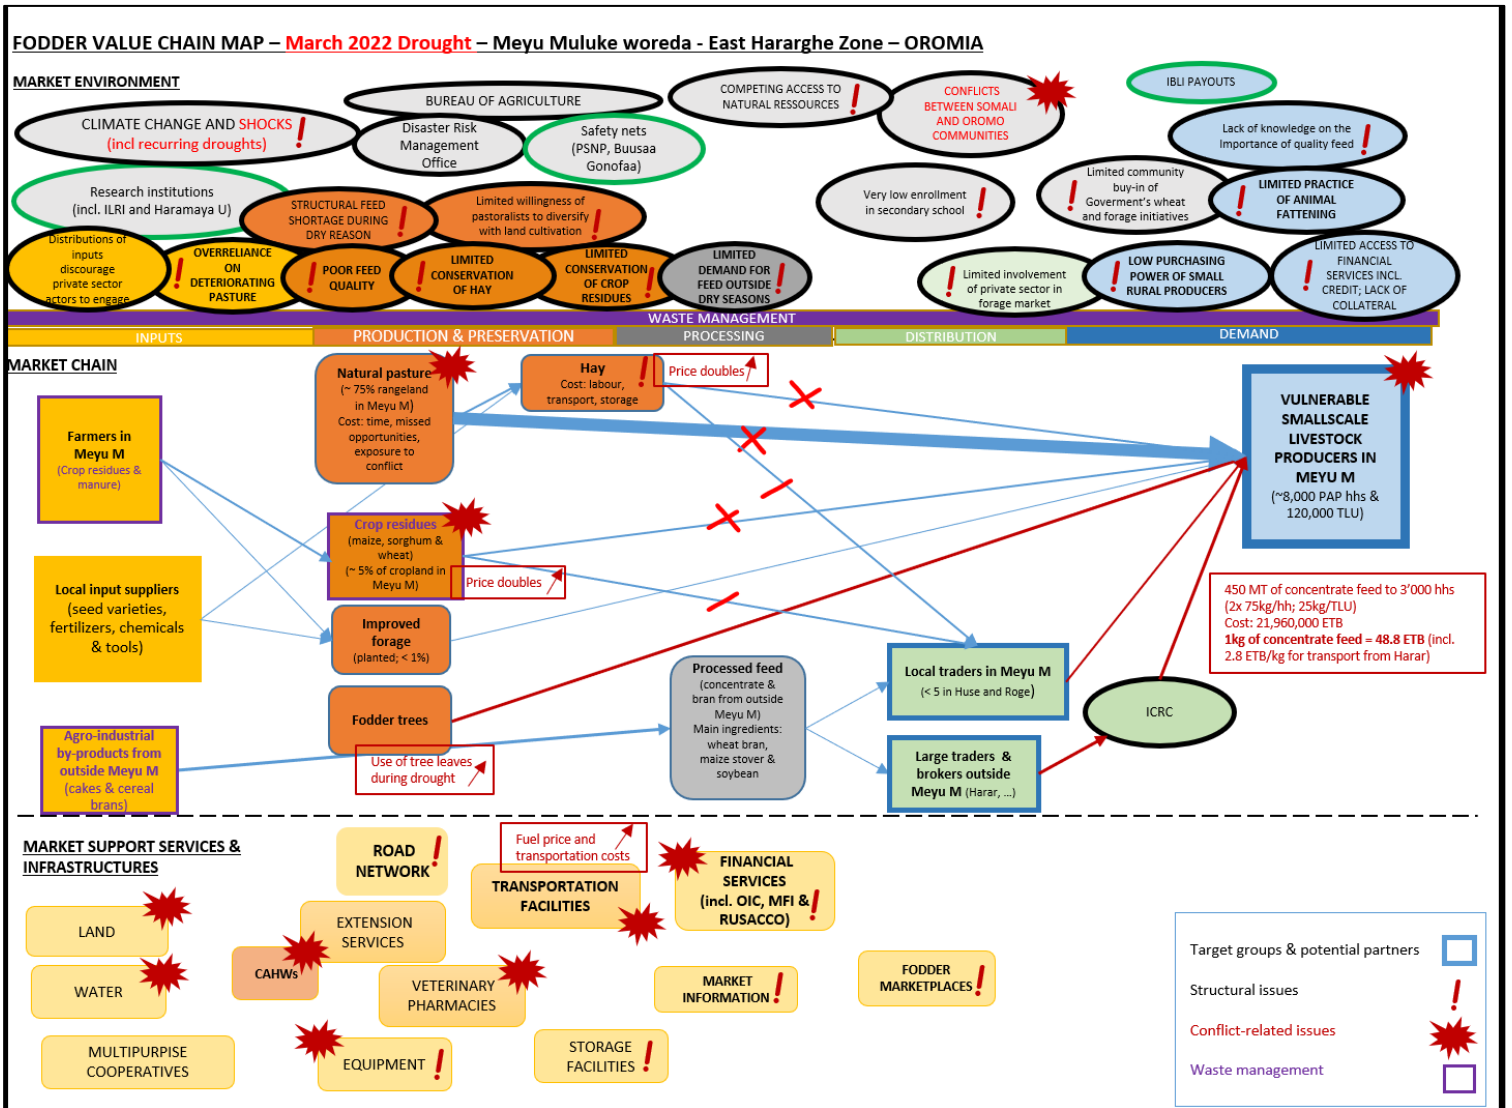 FODDER VALUE CHAIN MAP – March 2022 Drought – Meyu Muluke woreda - East Hararghe Zone – OROMIA
MARKET ENVIRONMENT
CLIMATE CHANGE AND SHOCKS
(incl recurring droughts)
BUREAU OF AGRICULTURE
Disaster Risk
Management
Office
Safety nets
(PSNP, Buusaa
Gonofaa)
COMPETING ACCESS TO
NATURAL RESSOURCES
CONFLICTS
BETWEEN SOMALI
AND OROMO
COMMUNITIES
IBLI PAYOUTS
Lack of knowledge on the
Importance of quality feed
Research institutions
(incl. ILRI and Haramaya U)
STRUCTURAL FEED
SHORTAGE DURING
DRY REASON
Limited willingness of
pastoralists to diversify
with land cultivation
Very low enrollment
in secondary school
Limited community
buy-in of
Goverment's wheat
and forage initiatives
LIMITED PRACTICE
OF ANIMAL
FATTENING
Distributions of
inputs
discourage
private sector
actors to engage
OVERRELIANCE
ON
DETERIORATING
PASTURE
POOR FEED
QUALITY
LIMITED
CONSERVATION
OF HAY
LIMITED
CONSERVATION
OF CROP
RESIDUES
LIMITED
DEMAND FOR
FEED OUTSIDE
DRY SEASONS
Limited involvement
of private sector in
forage market
LOW PURCHASING
POWER OF SMALL
RURAL PRODUCERS
LIMITED ACCESS TO
FINANCIAL
SERVICES INCL.
CREDIT; LACK OF
COLLATERAL
WASTE MANAGEMENT
INPUTS
PRODUCTION & PRESERVATION
PROCESSING
DISTRIBUTION
DEMAND
MARKET CHAIN
Farmers in
Meyu M
(Crop residues &
manure)
Local input suppliers
(seed varieties,
fertilizers, chemicals
& tools)
Agro-industrial
by-products from
outside Meyu M
(cakes & cereal
brans)
Natural pasture
(~ 75% rangeland
in Meyu M)
Cost: time, missed
opportunities,
exposure to
conflict
Hay
Cost: labour,
transport, storage
Price doubles
Crop residues
(maize, sorghum &
wheat)
(~ 5% of cropland in
Meyu M)
Price doubles
Improved
forage
(planted; < 1%)
Fodder trees
Use of tree leaves
during drought
Processed feed
(concentrate &
bran from outside
Meyu M)
Main ingredients:
wheat bran,
maize stover &
soybean
Local traders in Meyu M
(< 5 in Huse and Roge)
Large traders &
brokers outside
Meyu M (Harar, ...)
ICRC
VULNERABLE
SMALLSCALE
LIVESTOCK
PRODUCERS IN
MEYU M
(~8,000 PAP hhs &
120,000 TLU)
450 MT of concentrate feed to 3'000 hhs
(2x 75kg/hh; 25kg/TLU)
Cost: 21,960,000 ETB
1kg of concentrate feed = 48.8 ETB (incl.
2.8 ETB/kg for transport from Harar)
MARKET SUPPORT SERVICES &
INFRASTRUCTURES
ROAD
NETWORK
Fuel price and
transportation costs
TRANSPORTATION
FACILITIES
FINANCIAL
SERVICES
(incl. OIC, MFI &
RUSACCO)
LAND
EXTENSION
SERVICES
WATER
CAHWs
VETERINARY
PHARMACIES
MARKET
INFORMATION
FODDER
MARKETPLACES
MULTIPURPISE
COOPERATIVES
EQUIPMENT
STORAGE
FACILITIES
Target groups & potential partners
Structural issues
Conflict-related issues
Waste management